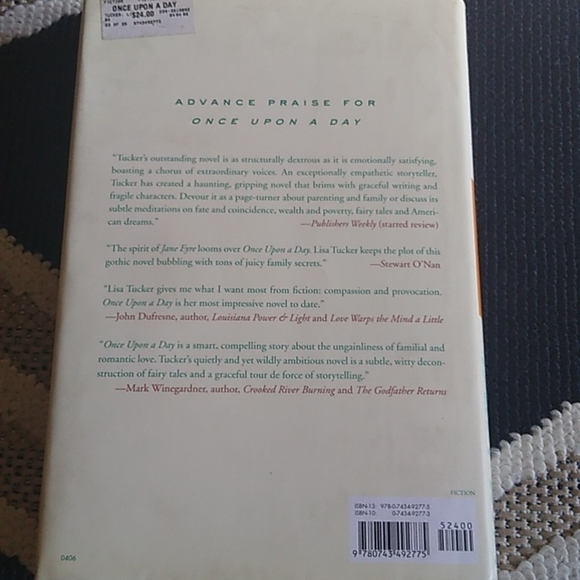 FICTION
ONCE UPON A DAY
TUCKER, L
$24.00
9743492771
ADVANCE PRAISE FOR
ONCE UPON A DAY
"Tucker's outstanding novel is as structurally dextrous as it is emotionally satisfying,
boasting a chorus of extraordinary voices. An exceptionally empathetic storyteller,
Tucker has created a haunting, gripping novel that brims with graceful writing and
fragile characters. Devour it as a page-turner about parenting and family or discuss its
subtle meditations on fate and coincidence, wealth and poverty, fairy tales and Ameri-
can dreams." —Publishers Weekly (starred review)
"The spirit of Jane Eyre looms over Once Upon a Day. Lisa Tucker keeps the plot of this
gothic novel bubbling with tons of juicy family secrets." —Stewart O'Nan
"Lisa Tucker gives me what I want most from fiction: compassion and provocation.
Once Upon a Day is her most impressive novel to date."
—John Dufresne, author, Louisiana Power & Light and Love Warps the Mind a Little
"Once Upon a Day is a smart, compelling story about the ungainliness of familial and
romantic love. Tucker's quietly and yet wildly ambitious novel is a subtle, witty decon-
struction of fairy tales and a graceful tour de force of storytelling."
—Mark Winegardner, author, Crooked River Burning and The Godfather Returns
FICTION
ISBN-13: 978-0-7434-9277-5
ISBN-10: 0-7434-9277-3
52400
9 780743 492775
0406